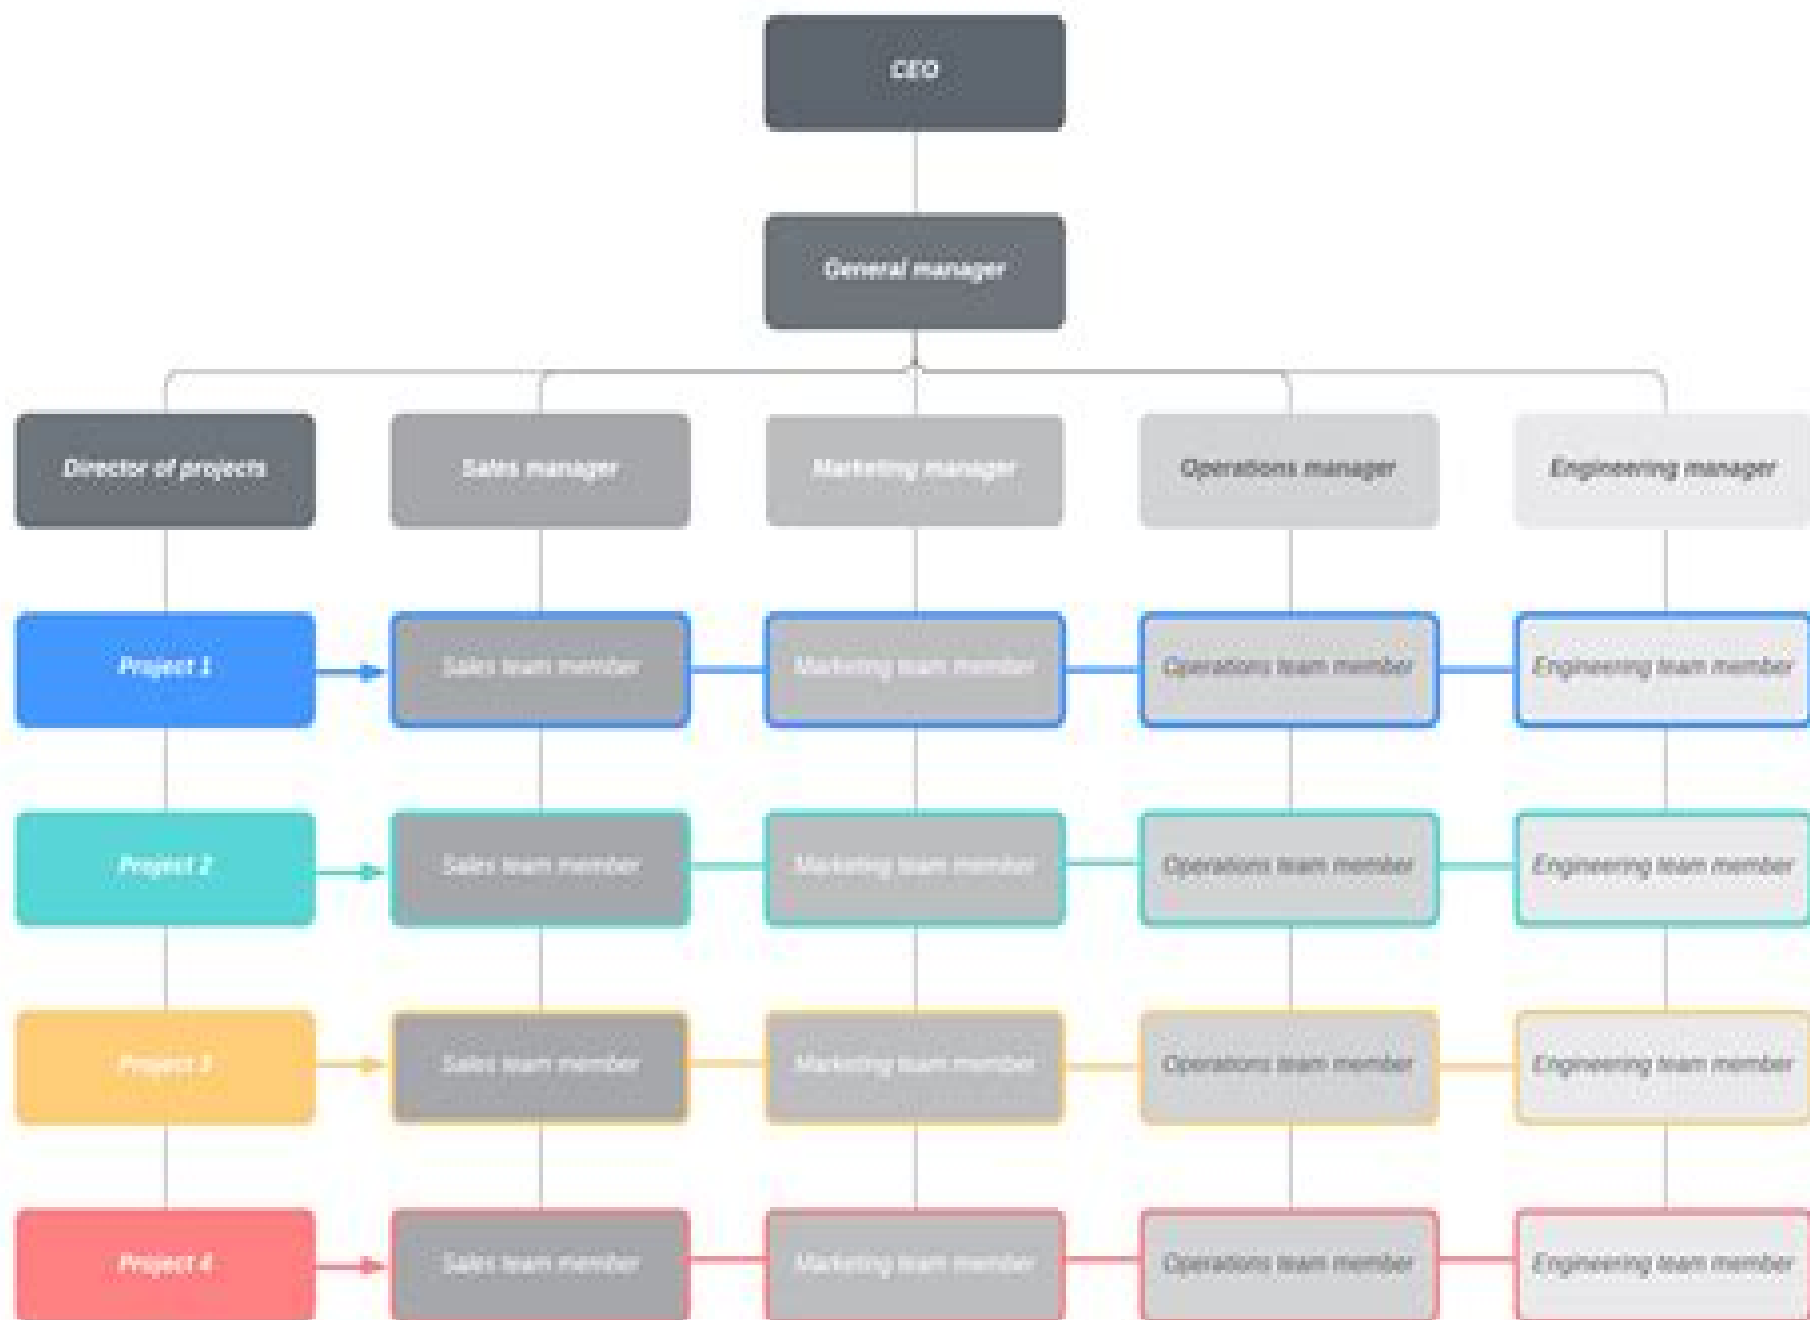 CEO
General manager
Director of projects
Sales manager
Marketing manager
Operations manager
Engineering manager
Project 1
Sales team member
Marketing team member
Operations team member
Engineering team member
Project 2
Sales team member
Marketing team member
Operations team member
Engineering team member
Project 3
Sales team member
Marketing team member
Operations team member
Engineering team member
Project 4
Sales team member
Marketing team member
Operations team member
Engineering team member